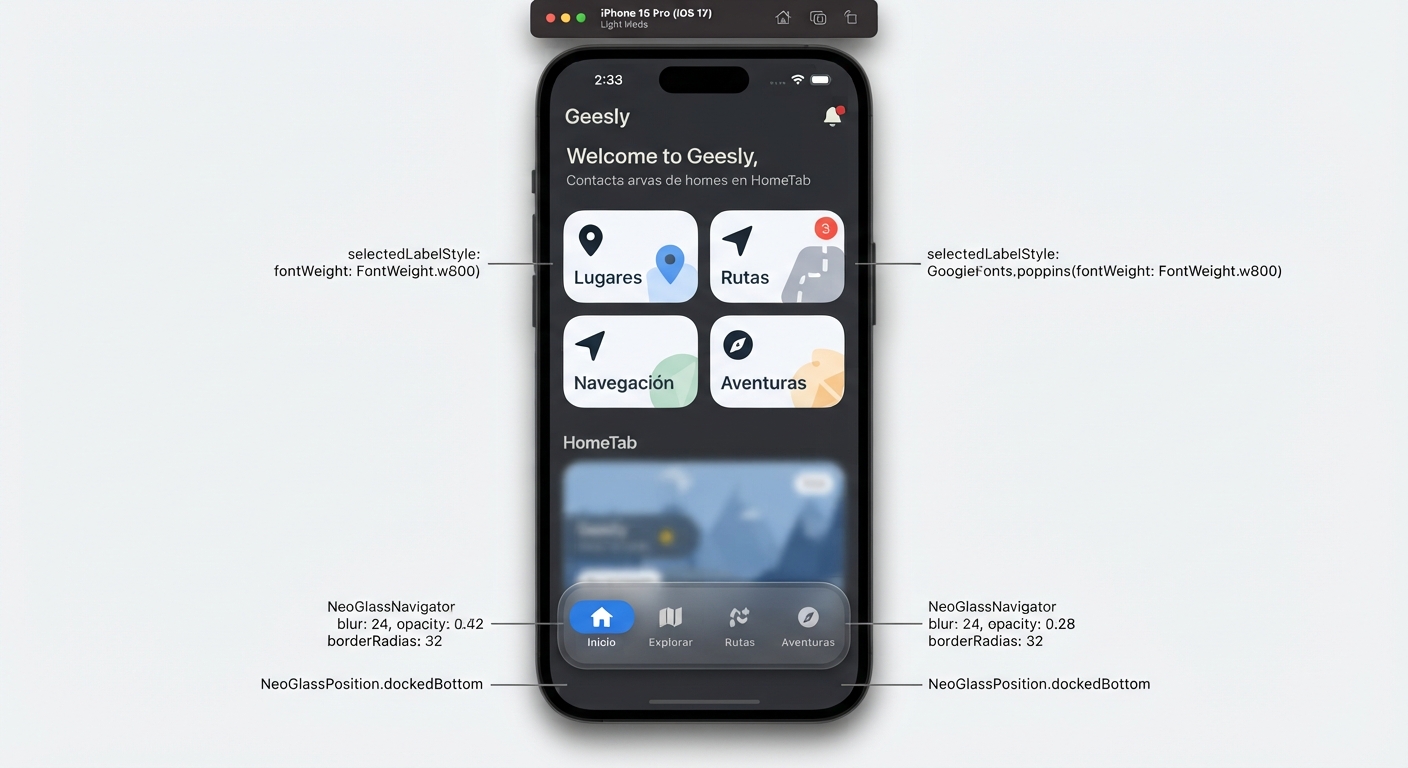 iPhone 15 Pro (iOS 17)
Light Meds
2:33
Geesly
Welcome to Geesly,
Contacta arvas de homes en HomeTab
Lugares
3
Rutas
Navegación
Aventuras
selectedLabelStyle:
fontWeight: FontWeight.w800)
selectedLabelStyle:
GoogieFonts.poppins(fontWeight: FontWeight.w800)
HomeTab
Geesly
Inicio
Explorar
Rutas
Aventuras
NeoGlassNavigator
blur: 24, opacity: 0.42
borderRadias: 32
NeoGlassPosition.dockedBottom
NeoGlassNavigator
blur: 24, opacity: 0.28
borderRadias: 32
NeoGlassPosition.dockedBottom